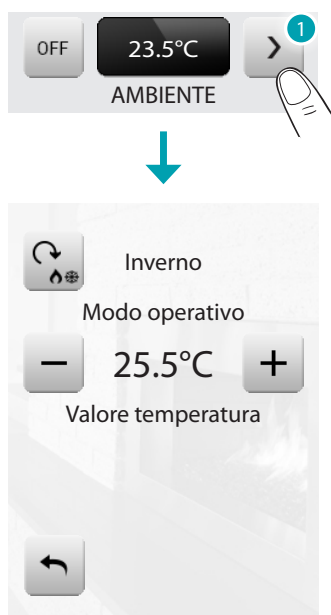 1
OFF 23.5°C >
AMBIENTE
Inverno
Modo operativo
− 25.5°C +
Valore temperatura